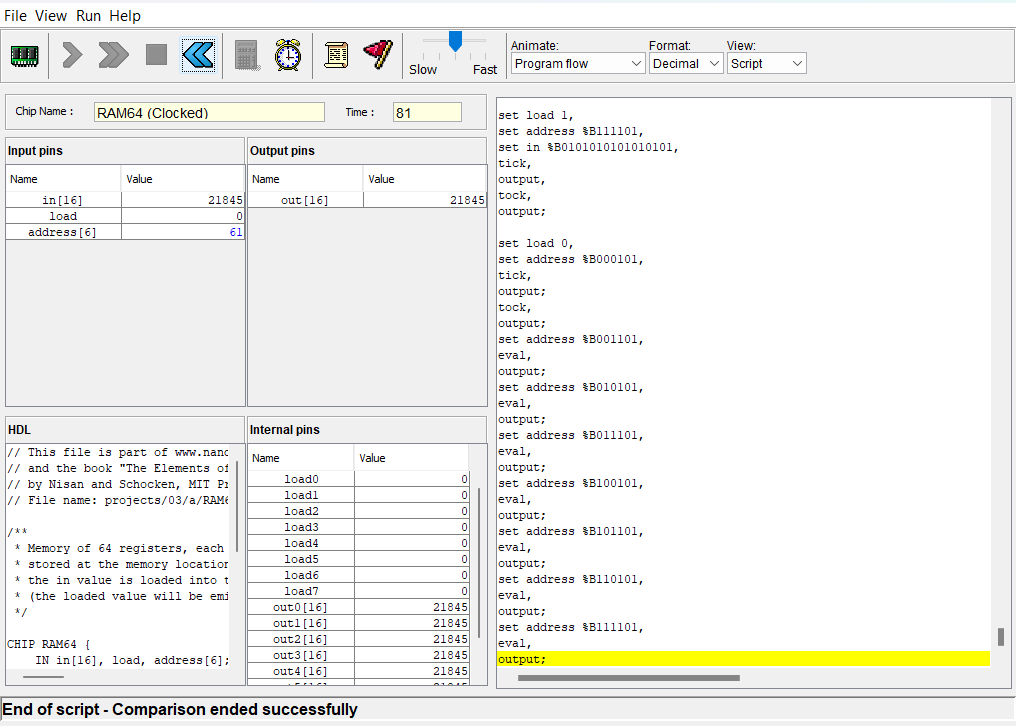 File View Run Help
Slow Fast
Animate: Format: View:
Program flow Decimal Script
Chip Name : RAM64 (Clocked) Time : 81
Input pins
Name Value
in[16] 21845
load 0
address[6] 61
Output pins
Name Value
out[16] 21845
HDL
// This file is part of www.nand
// and the book "The Elements of
// by Nisan and Schocken, MIT Pr
// File name: projects/03/a/RAM6
/**
* Memory of 64 registers, each
* stored at the memory location
* the in value is loaded into t
* (the loaded value will be emi
*/
CHIP RAM64 {
IN in[16], load, address[6];
Internal pins
Name Value
load0 0
load1 0
load2 0
load3 0
load4 0
load5 0
load6 0
load7 0
out0[16] 21845
out1[16] 21845
out2[16] 21845
out3[16] 21845
out4[16] 21845
set load 1,
set address %B111101,
set in %B0101010101010101,
tick,
output,
tock,
output;
set load 0,
set address %B000101,
tick,
output;
tock,
output;
set address %B001101,
eval,
output;
set address %B010101,
eval,
output;
set address %B011101,
eval,
output;
set address %B100101,
eval,
output;
set address %B101101,
eval,
output;
set address %B110101,
eval,
output;
set address %B111101,
eval,
output;
End of script - Comparison ended successfully